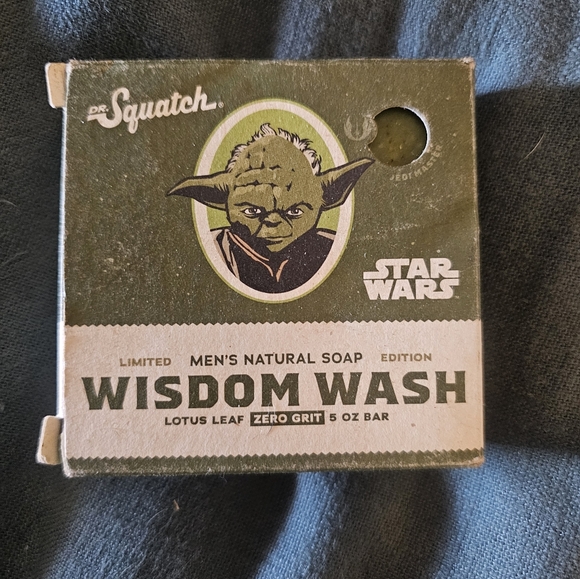 DR. Squatch®
JEDI MASTER
STAR
WARS™
LIMITED MEN'S NATURAL SOAP EDITION
WISDOM WASH
LOTUS LEAF ZERO GRIT 5 OZ BAR